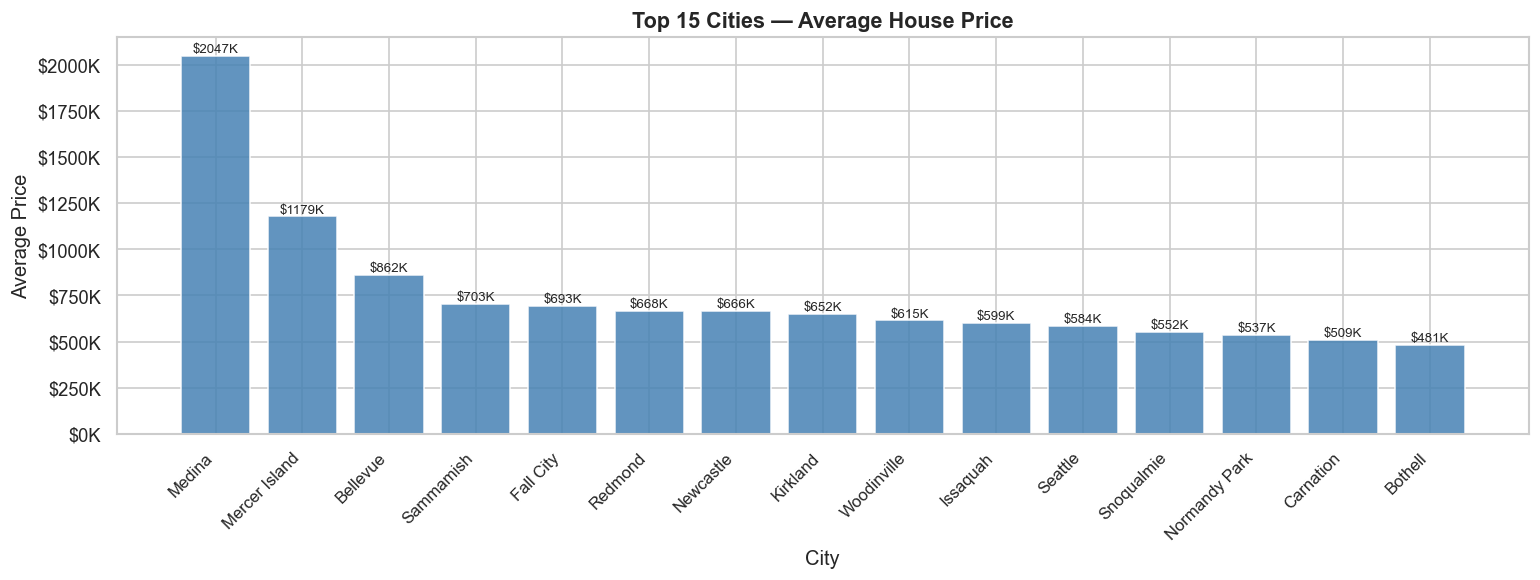 Top 15 Cities — Average House Price
Average Price
$2000K
$1750K
$1500K
$1250K
$1000K
$750K
$500K
$250K
$0K
$2047K
$1179K
$862K
$703K
$693K
$668K
$666K
$652K
$615K
$599K
$584K
$552K
$537K
$509K
$481K
Medina
Mercer Island
Bellevue
Sammamish
Fall City
Redmond
Newcastle
Kirkland
Woodinville
Issaquah
Seattle
Snoqualmie
Normandy Park
Carnation
Bothell
City